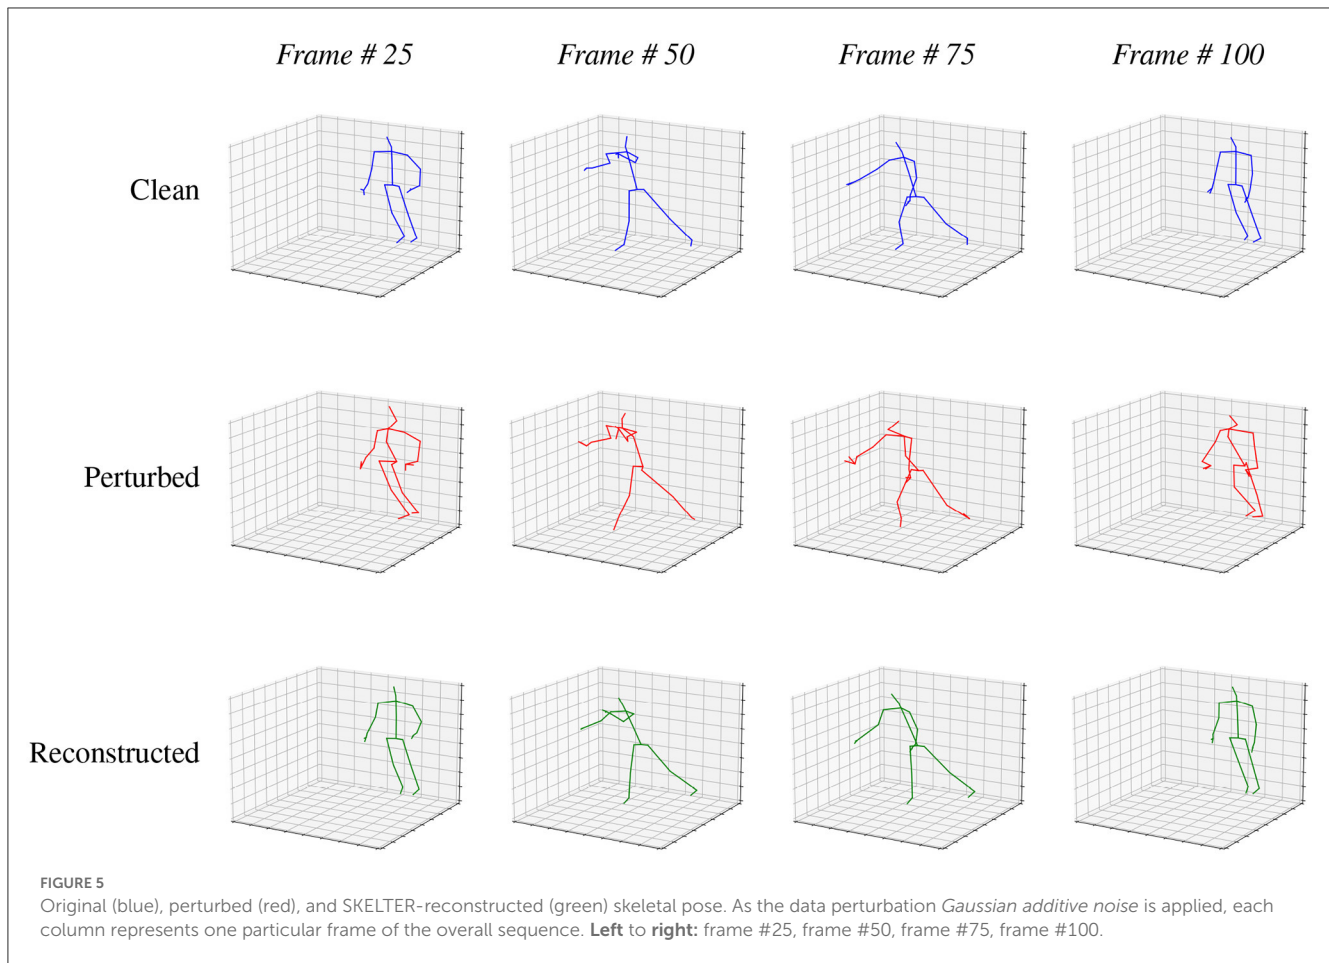 Frame # 25
Frame # 50
Frame # 75
Frame # 100
Clean
Perturbed
Reconstructed
FIGURE 5
Original (blue), perturbed (red), and SKELTER-reconstructed (green) skeletal pose. As the data perturbation Gaussian additive noise is applied, each
column represents one particular frame of the overall sequence. Left to right: frame #25, frame #50, frame #75, frame #100.